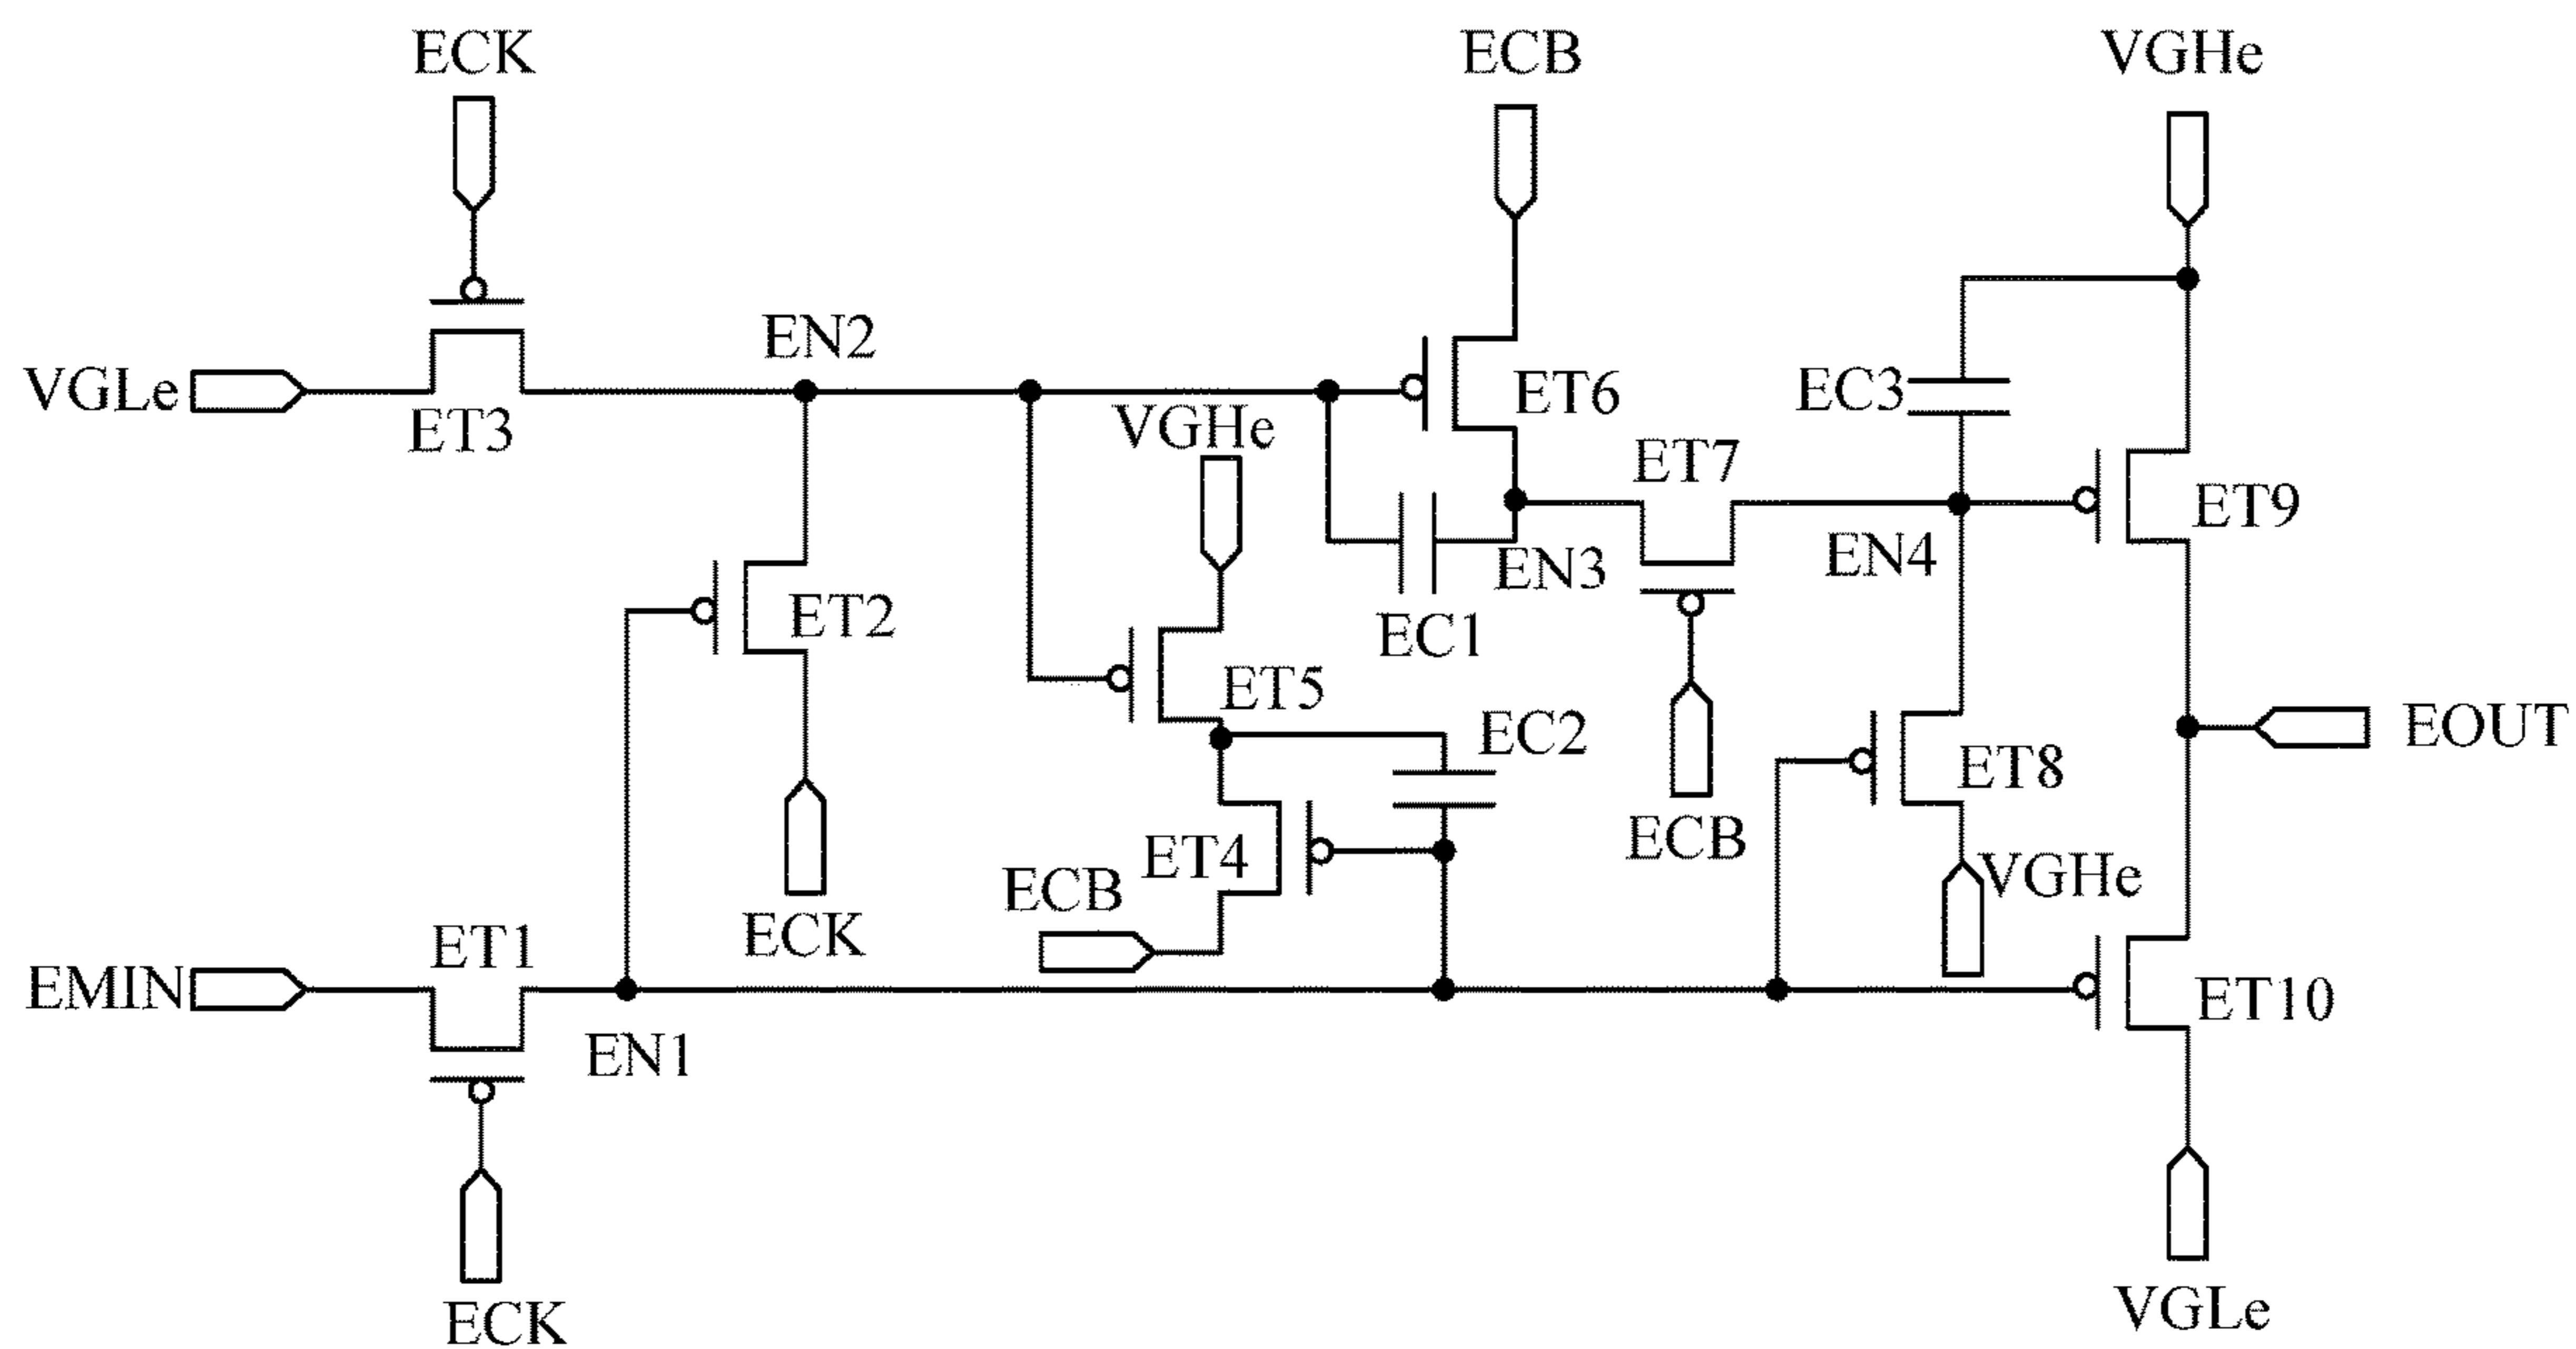 ECK
ECB
VGHe
EN2
VGLe
ET3
VGHe
ET6
EC3
ET7
ET9
EN3
EN4
EC1
ET2
ET5
EC2
EOUT
ET8
ET4
ECB
ECB
VGHe
ECK
ET1
EMIN
ET10
EN1
ECK
VGLe